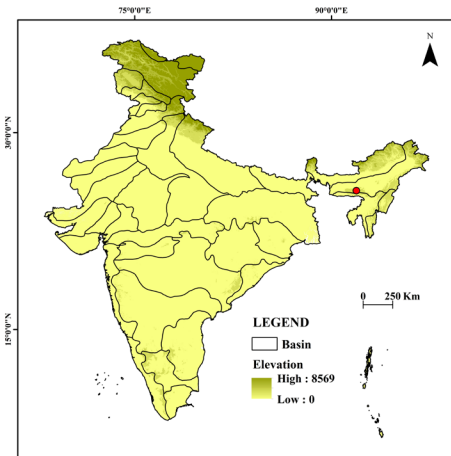 75°0'0"E 90°0'0"E
N
30°0'0"N
15°0'0"N
0 250 Km
LEGEND
Basin
Elevation
High : 8569
Low : 0